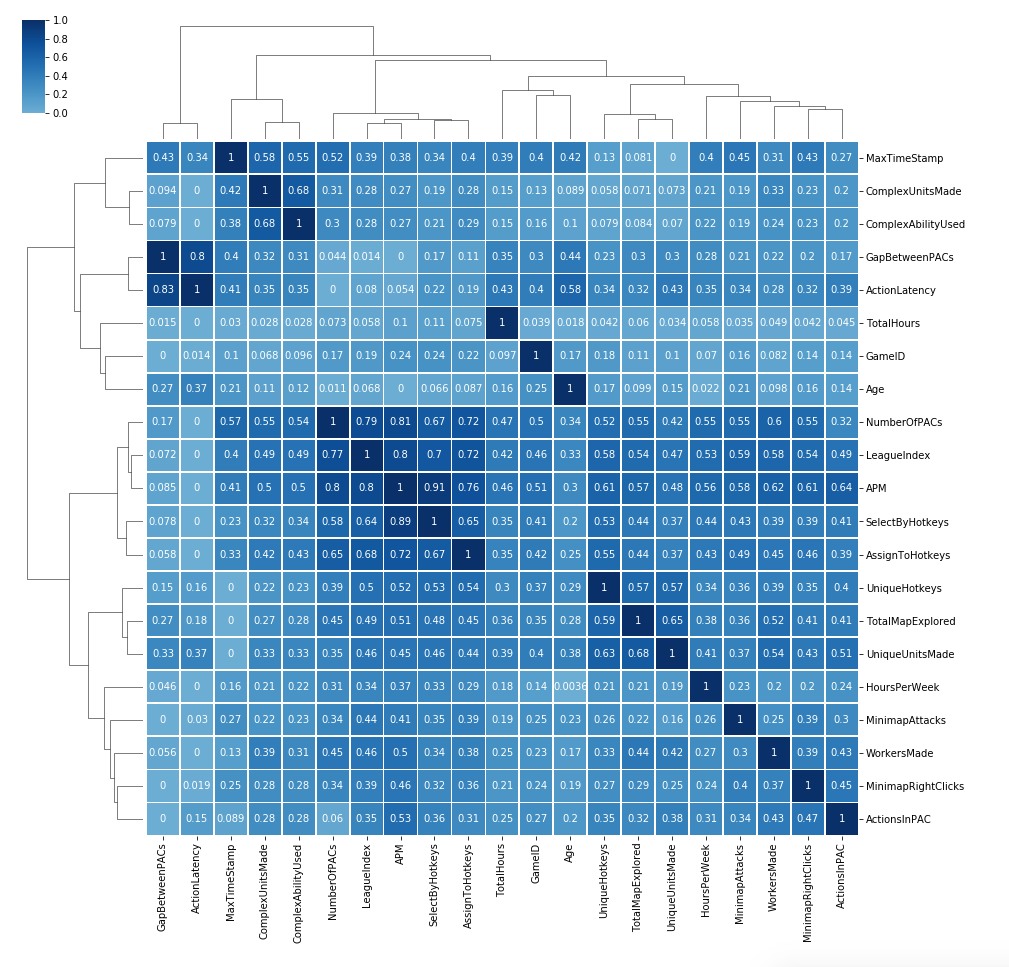 1.0
0.8
0.6
0.4
0.2
0.0
0.43 0.34 1 0.58 0.55 0.52 0.39 0.38 0.34 0.4 0.39 0.4 0.42 0.13 0.081 0 0.4 0.45 0.31 0.43 0.27 MaxTimeStamp
0.094 0 0.42 1 0.68 0.31 0.28 0.27 0.19 0.28 0.15 0.13 0.089 0.058 0.071 0.073 0.21 0.19 0.33 0.23 0.2 ComplexUnitsMade
0.079 0 0.38 0.68 1 0.3 0.28 0.27 0.21 0.29 0.15 0.16 0.1 0.079 0.084 0.07 0.22 0.19 0.24 0.23 0.2 ComplexAbilityUsed
1 0.8 0.4 0.32 0.31 0.044 0.014 0 0.17 0.11 0.35 0.3 0.44 0.23 0.3 0.3 0.28 0.21 0.22 0.2 0.17 GapBetweenPACs
0.83 1 0.41 0.35 0.35 0 0.08 0.054 0.22 0.19 0.43 0.4 0.58 0.34 0.32 0.43 0.35 0.34 0.28 0.32 0.39 ActionLatency
0.015 0 0.03 0.028 0.028 0.073 0.058 0.1 0.11 0.075 1 0.039 0.018 0.042 0.06 0.034 0.058 0.035 0.049 0.042 0.045 TotalHours
0 0.014 0.1 0.068 0.096 0.17 0.19 0.24 0.24 0.22 0.097 1 0.17 0.18 0.11 0.1 0.07 0.16 0.082 0.14 0.14 GameID
0.27 0.37 0.21 0.11 0.12 0.011 0.068 0 0.066 0.087 0.16 0.25 1 0.17 0.099 0.15 0.022 0.21 0.098 0.16 0.14 Age
0.17 0 0.57 0.55 0.54 1 0.79 0.81 0.67 0.72 0.47 0.5 0.34 0.52 0.55 0.42 0.55 0.55 0.6 0.55 0.32 NumberOfPACs
0.072 0 0.4 0.49 0.49 0.77 1 0.8 0.7 0.72 0.42 0.46 0.33 0.58 0.54 0.47 0.53 0.59 0.58 0.54 0.49 LeagueIndex
0.085 0 0.41 0.5 0.5 0.8 0.8 1 0.91 0.76 0.46 0.51 0.3 0.61 0.57 0.48 0.56 0.58 0.62 0.61 0.64 APM
0.078 0 0.23 0.32 0.34 0.58 0.64 0.89 1 0.65 0.35 0.41 0.2 0.53 0.44 0.37 0.44 0.43 0.39 0.39 0.41 SelectByHotkeys
0.058 0 0.33 0.42 0.43 0.65 0.68 0.72 0.67 1 0.35 0.42 0.25 0.55 0.44 0.37 0.43 0.49 0.45 0.46 0.39 AssignToHotkeys
0.15 0.16 0 0.22 0.23 0.39 0.5 0.52 0.53 0.54 0.3 0.37 0.29 1 0.57 0.57 0.34 0.36 0.39 0.35 0.4 UniqueHotkeys
0.27 0.18 0 0.27 0.28 0.45 0.49 0.51 0.48 0.45 0.36 0.35 0.28 0.59 1 0.65 0.38 0.36 0.52 0.41 0.41 TotalMapExplored
0.33 0.37 0 0.33 0.33 0.35 0.46 0.45 0.46 0.44 0.39 0.4 0.38 0.63 0.68 1 0.41 0.37 0.54 0.43 0.51 UniqueUnitsMade
0.046 0 0.16 0.21 0.22 0.31 0.34 0.37 0.33 0.29 0.18 0.14 0.0036 0.21 0.21 0.19 1 0.23 0.2 0.2 0.24 HoursPerWeek
0 0.03 0.27 0.22 0.23 0.34 0.44 0.41 0.35 0.39 0.19 0.25 0.23 0.26 0.22 0.16 0.26 1 0.25 0.39 0.3 MinimapAttacks
0.056 0 0.13 0.39 0.31 0.45 0.46 0.5 0.34 0.38 0.25 0.23 0.17 0.33 0.44 0.42 0.27 0.3 1 0.39 0.43 WorkersMade
0 0.019 0.25 0.28 0.28 0.34 0.39 0.46 0.32 0.36 0.21 0.24 0.19 0.27 0.29 0.25 0.24 0.4 0.37 1 0.45 MinimapRightClicks
0 0.15 0.089 0.28 0.28 0.06 0.35 0.53 0.36 0.31 0.25 0.27 0.2 0.35 0.32 0.38 0.31 0.34 0.43 0.47 1 ActionsInPAC
GapBetweenPACs
ActionLatency
MaxTimeStamp
ComplexUnitsMade
ComplexAbilityUsed
NumberOfPACs
LeagueIndex
APM
SelectByHotkeys
AssignToHotkeys
TotalHours
GameID
Age
UniqueHotkeys
TotalMapExplored
UniqueUnitsMade
HoursPerWeek
MinimapAttacks
WorkersMade
MinimapRightClicks
ActionsInPAC